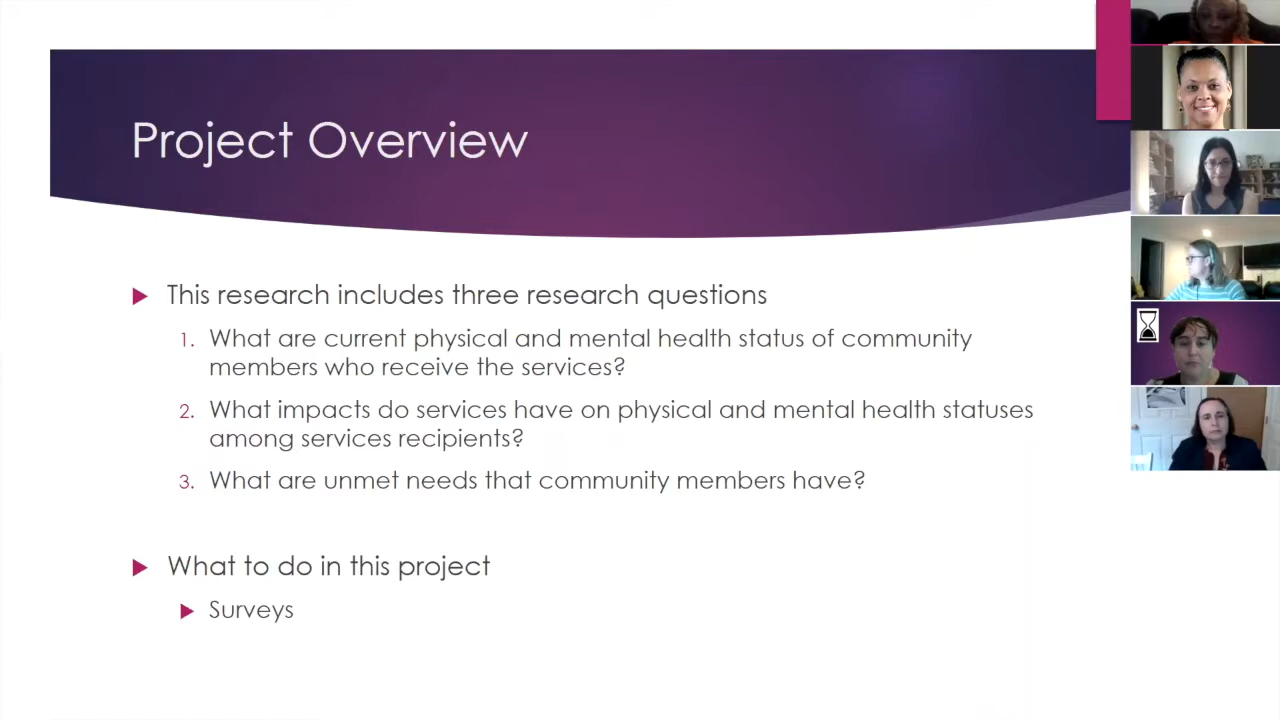 Project Overview
This research includes three research questions
1. What are current physical and mental health status of community
members who receive the services?
2. What impacts do services have on physical and mental health statuses
among services recipients?
3. What are unmet needs that community members have?
What to do in this project
Surveys